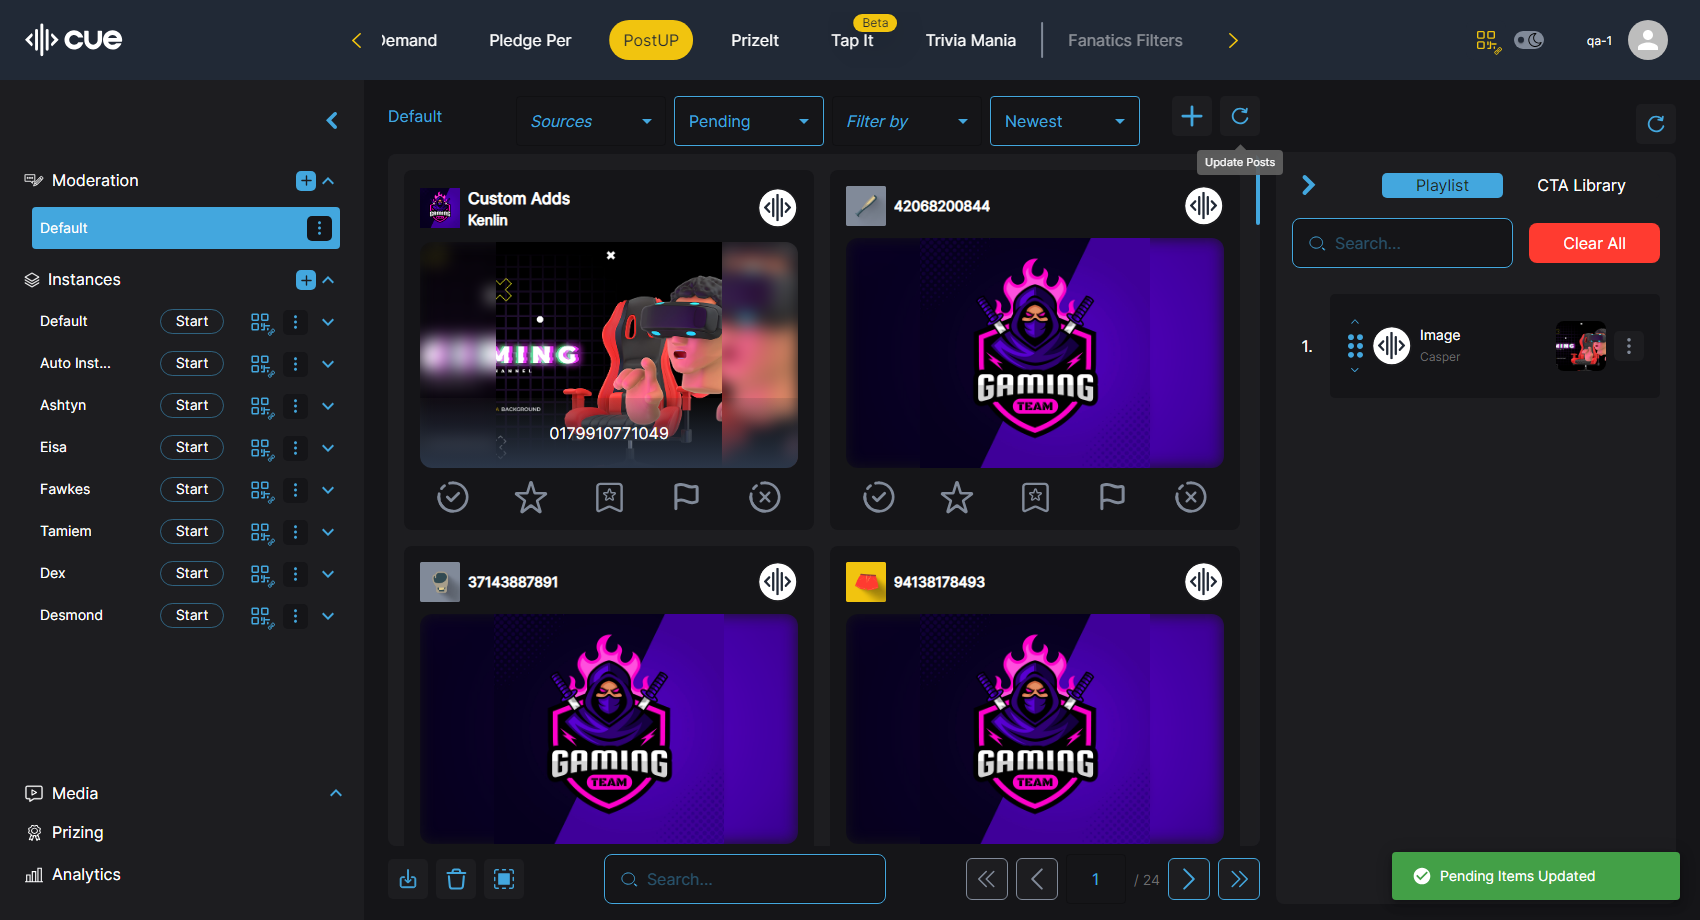 cue
Demand
Pledge Per
PostUP
PrizeIt
Beta
Tap It
Trivia Mania
Fanatics Filters
qa-1
Moderation
Default
Instances
Default
Start
Auto Inst...
Start
Ashtyn
Start
Eisa
Start
Fawkes
Start
Tamiem
Start
Dex
Start
Desmond
Start
Media
Prizing
Analytics
Default
Sources
Pending
Filter by
Newest
Update Posts
Custom Adds
Kenlin
MING
BACKGROUND
0179910771049
42068200844
GAMING
TEAM
37143887891
GAMING
TEAM
94138178493
GAMING
TEAM
Search...
1
/ 24
Playlist
CTA Library
Search...
Clear All
1.
Image
Casper
Pending Items Updated